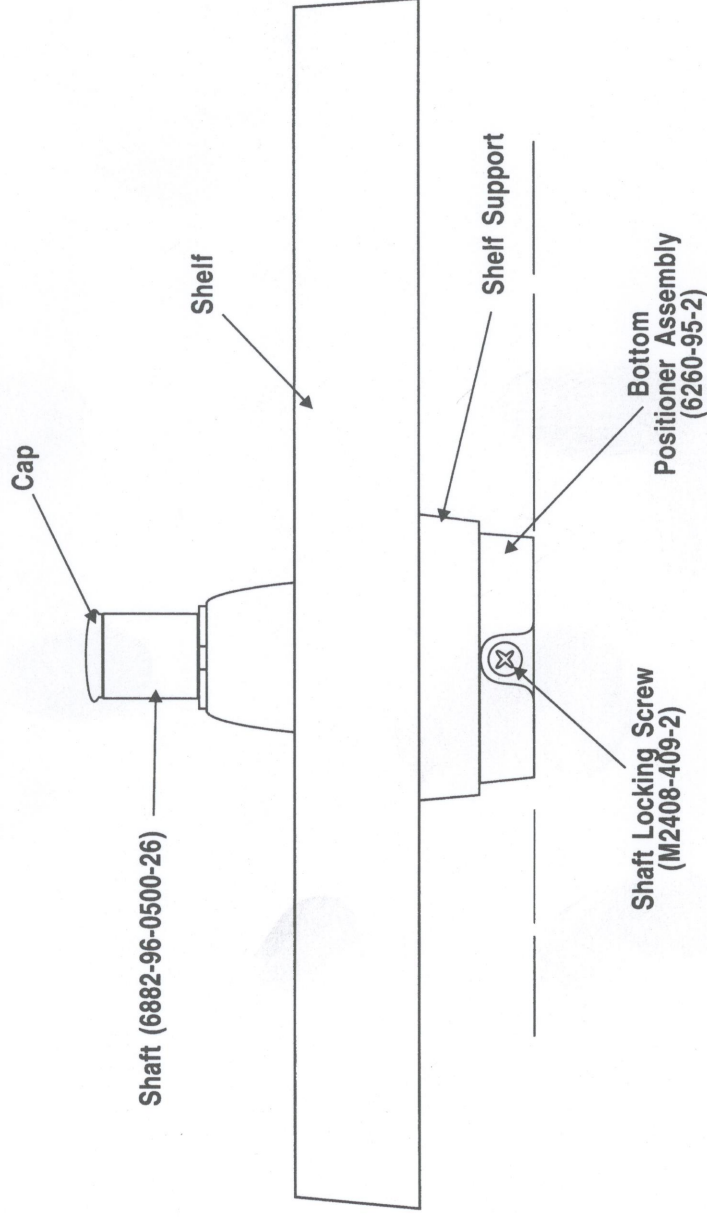 Cap
Shaft (6882-96-0500-26)
Shelf
Shelf Support
Bottom
Positioner Assembly
(6260-95-2)
Shaft Locking Screw
(M2408-409-2)